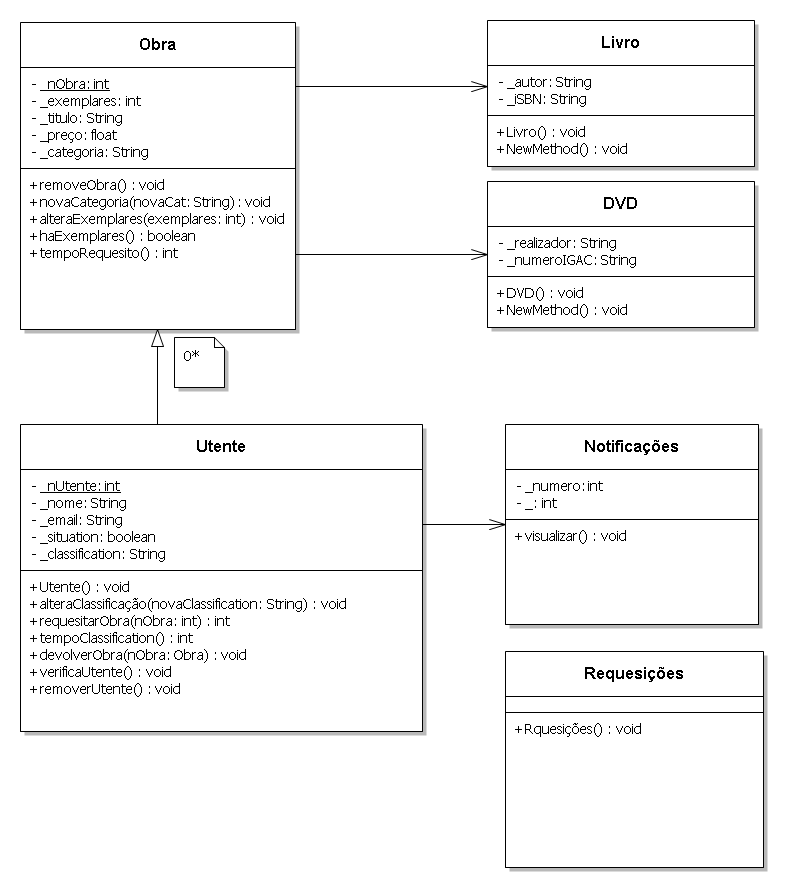 Obra
- _nObra: int
- _exemplares: int
- _titulo: String
- _preço: float
- _categoria: String
+removeObra() : void
+novaCategoria(novaCat: String) : void
+alteraExemplares(exemplares: int) : void
+haExemplares() : boolean
+tempoRequesito() : int
Livro
- _autor: String
- _iSBN: String
+Livro() : void
+NewMethod() : void
DVD
- _realizador: String
- _numeroIGAC: String
+DVD() : void
+NewMethod() : void
0*
Utente
- _nUtente: int
- _nome: String
- _email: String
- _situation: boolean
- _classification: String
+Utente() : void
+alteraClassificação(novaClassification: String) : void
+requesitarObra(nObra: int) : int
+tempoClassification() : int
+devolverObra(nObra: Obra) : void
+verificaUtente() : void
+removerUtente() : void
Notificações
- _numero: int
- _: int
+visualizar() : void
Requesições
+Rquesições() : void